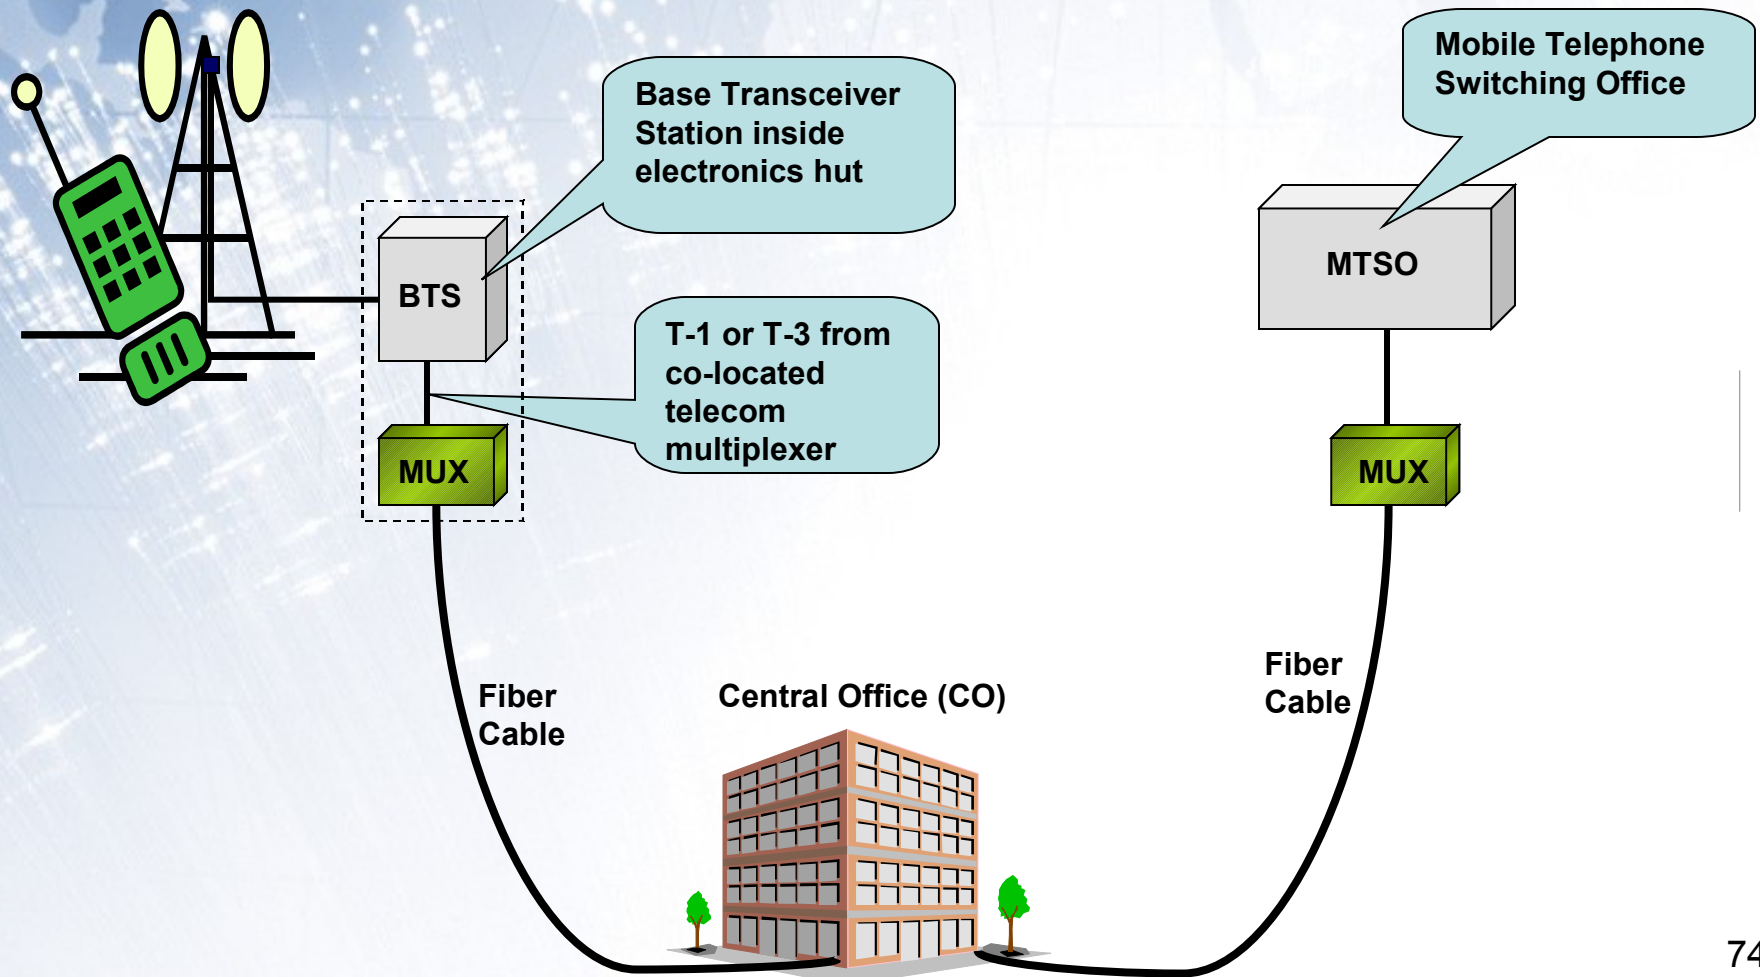 Mobile Telephone
Switching Office
Base Transceiver
Station inside
electronics hut
MTSO
BTS
T-1 or T-3 from
co-located
telecom
multiplexer
MUX
MUX
Fiber
Cable
Central Office (CO)
Fiber
Cable
74